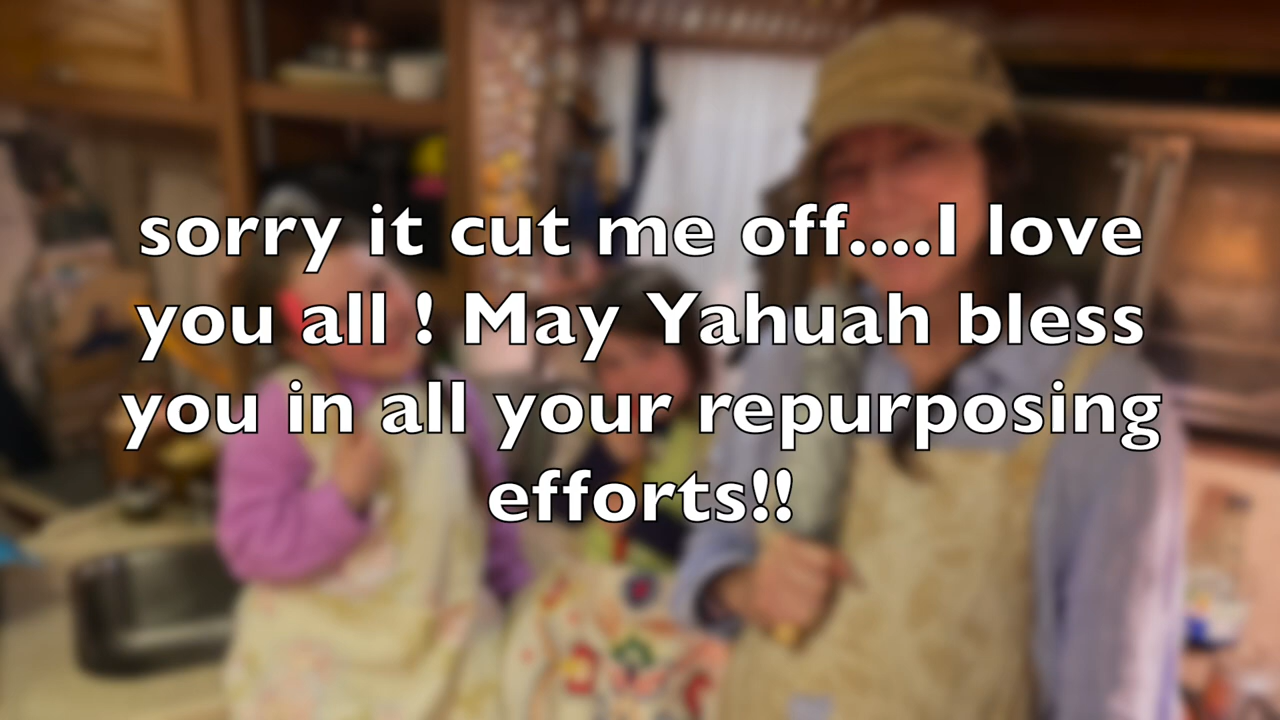 sorry it cut me off....I love
you all ! May Yahuah bless
you in all your repurposing
efforts!!